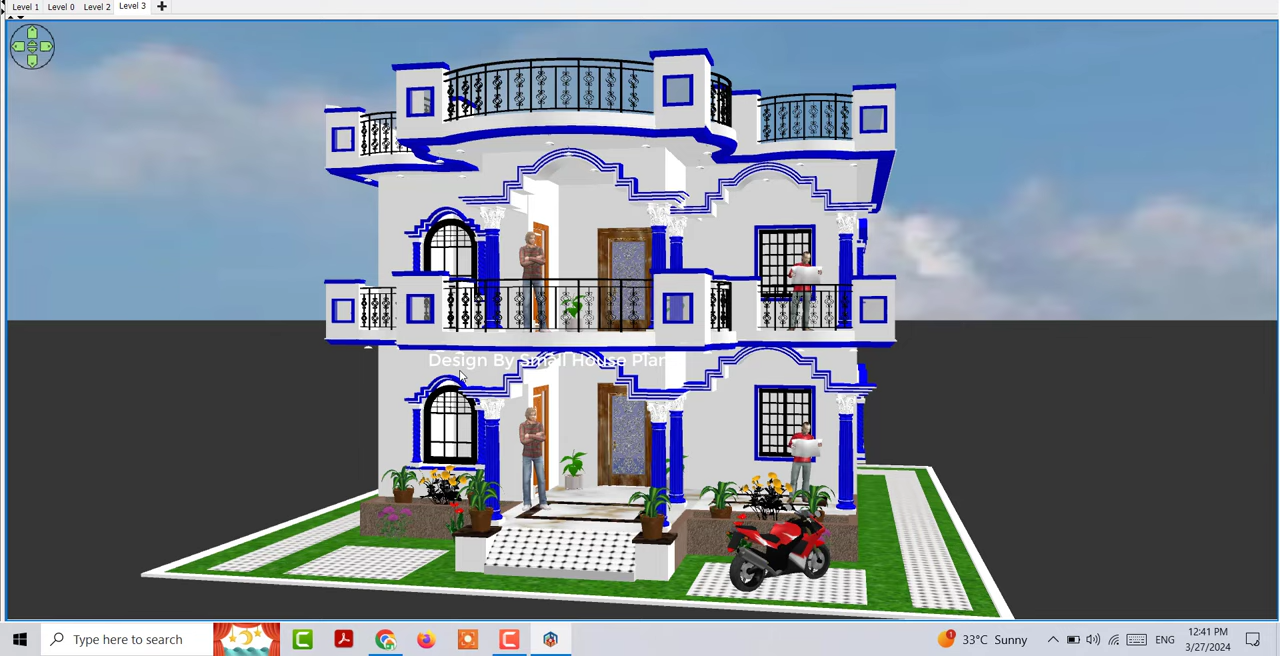 Level 1 Level 0 Level 2 Level 3
Design By Small House Plan
Type here to search
1 33°C Sunny ENG 12:41 PM
3/27/2024